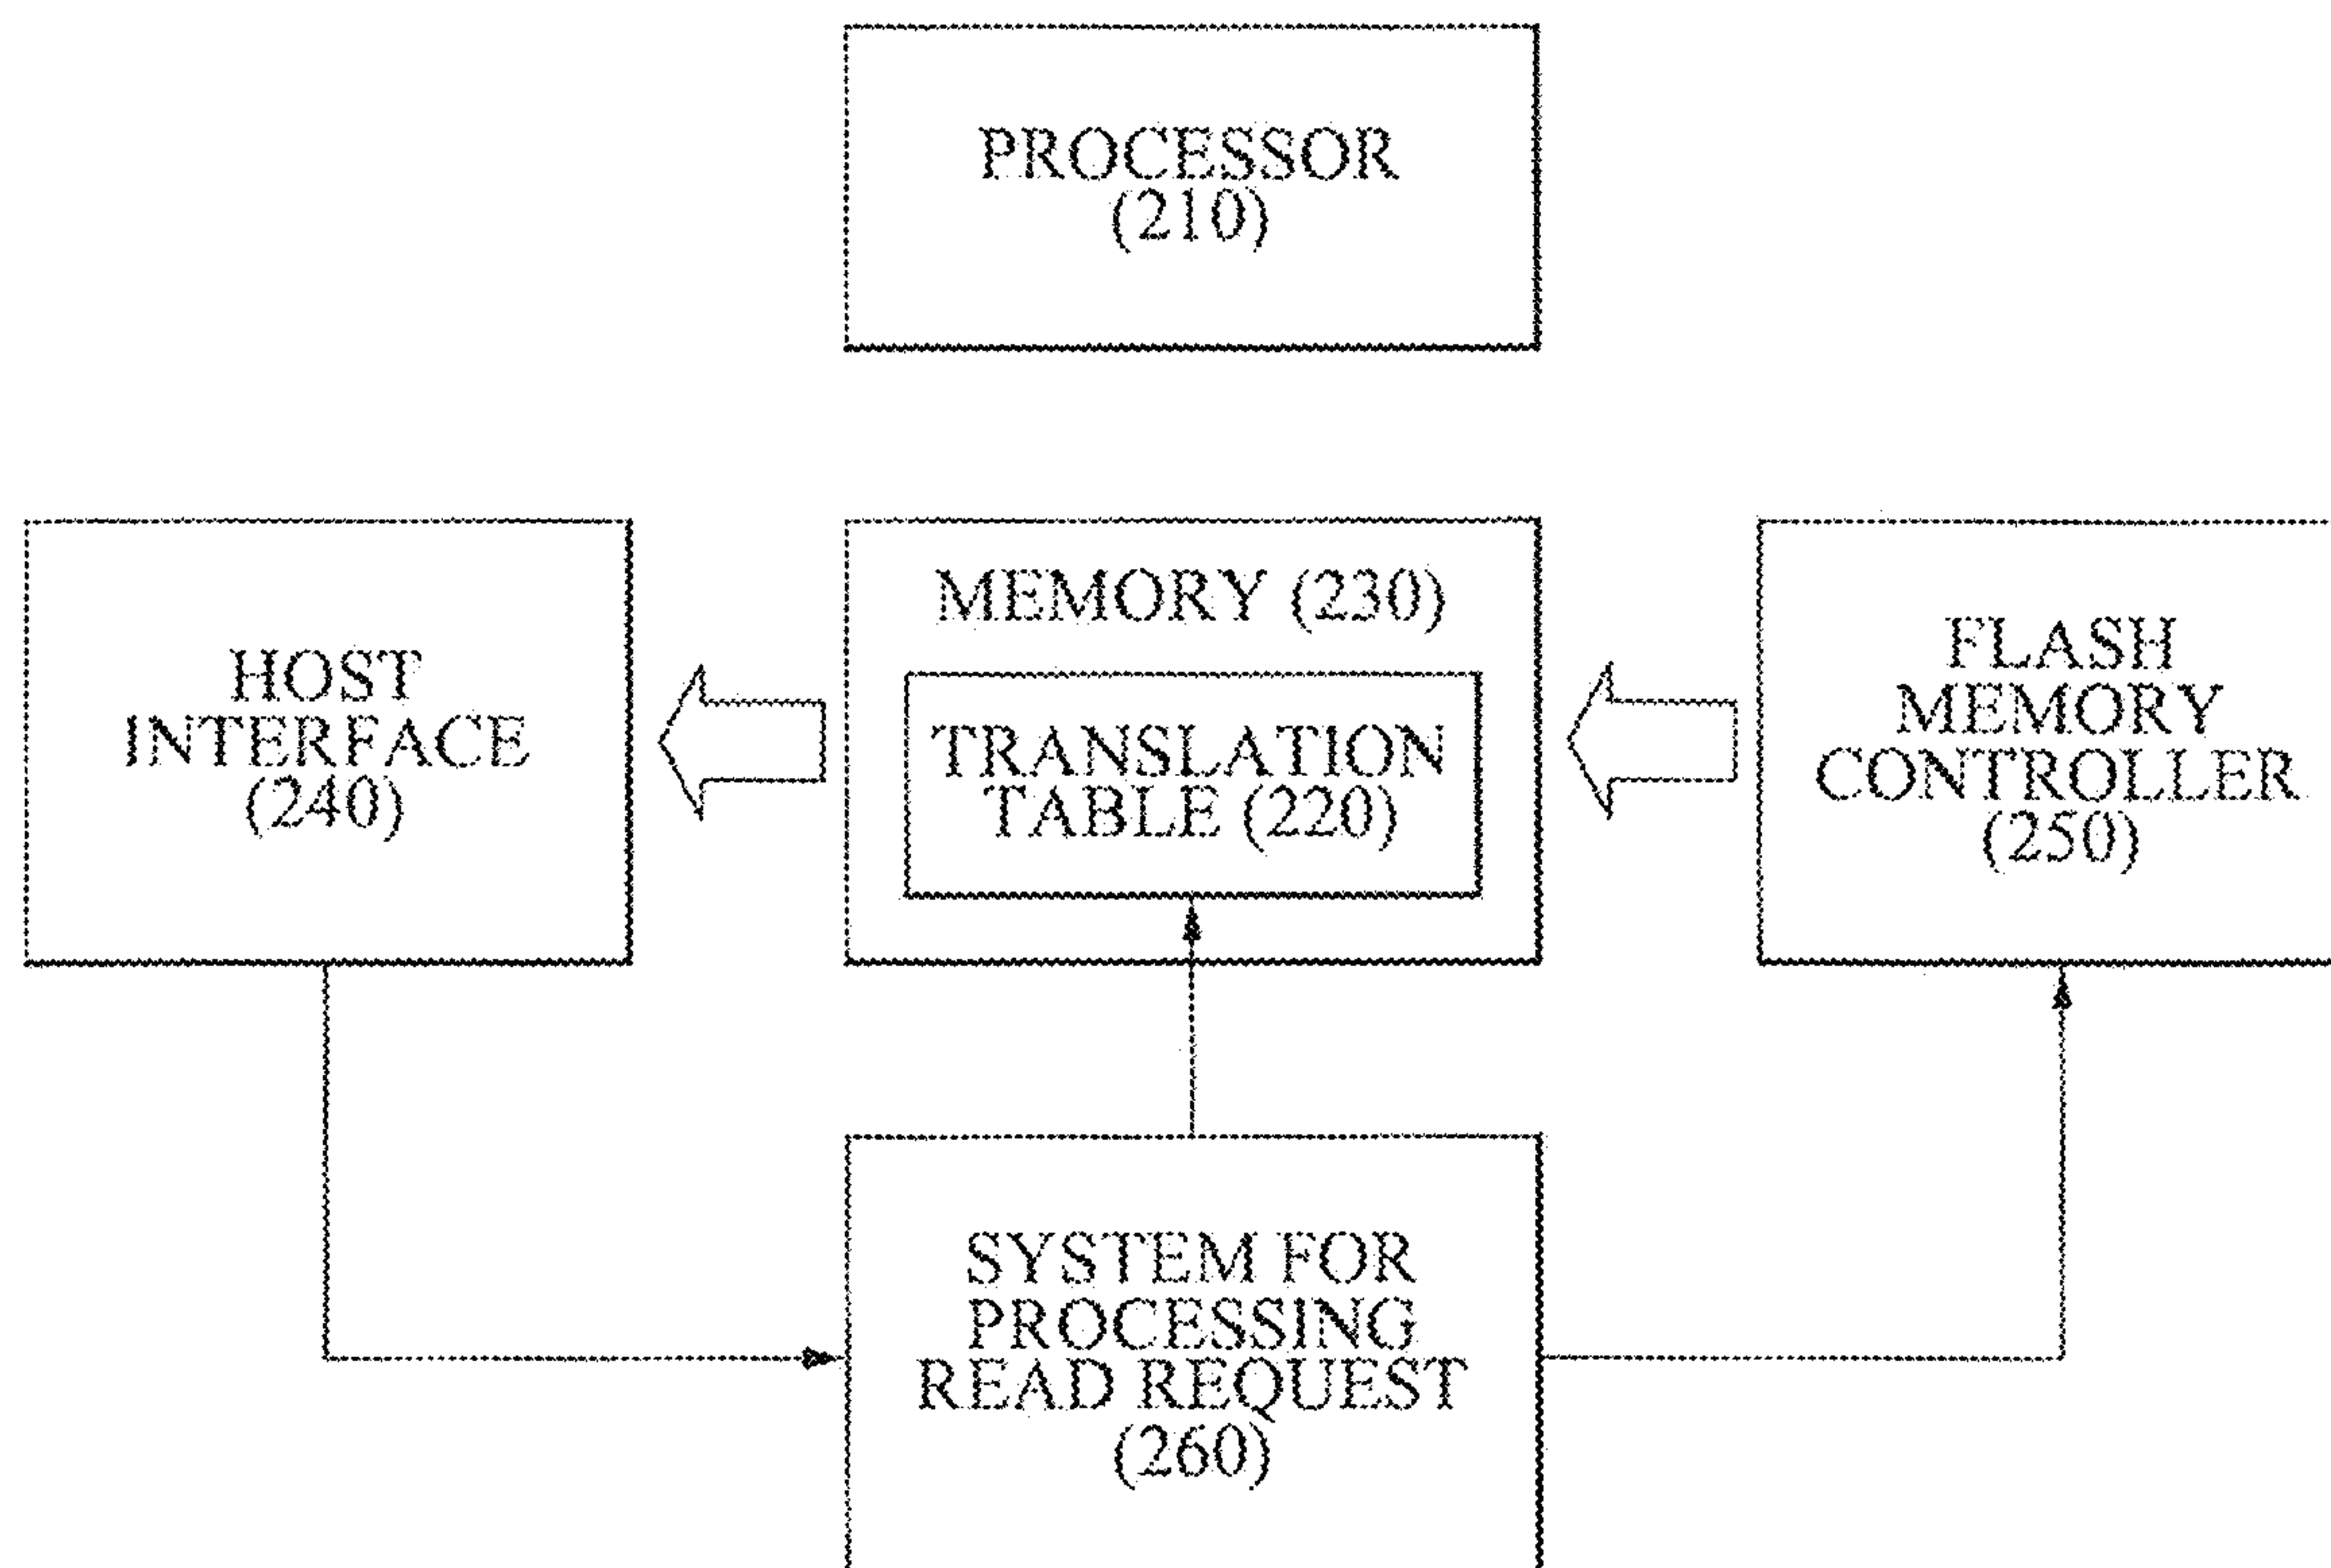 PROCESSOR
(210)
HOST
INTERFACE
(240)
MEMORY (230)
TRANSLATION
TABLE (220)
FLASH
MEMORY
CONTROLLER
(250)
SYSTEM FOR
PROCESSING
READ REQUEST
(260)